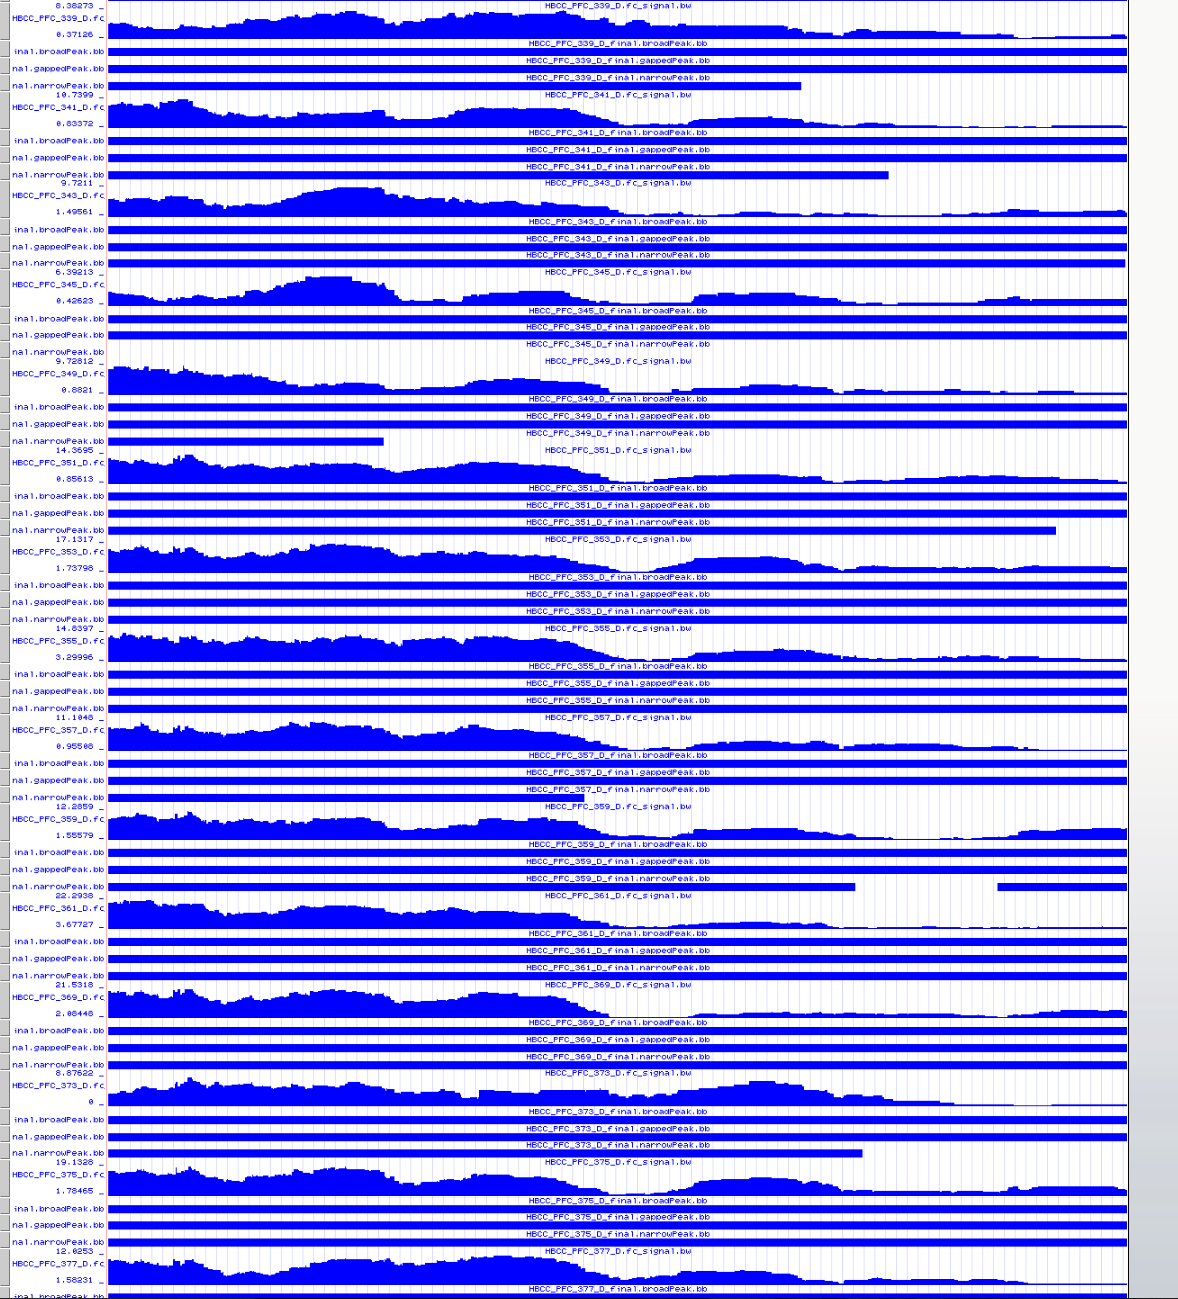 8.38273 _ HBCC_PFC_339_D.fc_signal.bw
HBCC_PFC_339_D.fc
0.37126 _
HBCC_PFC_339_D_final.broadPeak.bb
inal.broadPeak.bb
HBCC_PFC_339_D_final.gappedPeak.bb
nal.gappedPeak.bb
HBCC_PFC_339_D_final.narrowPeak.bb
nal.narrowPeak.bb
10.7399 _ HBCC_PFC_341_D.fc_signal.bw
HBCC_PFC_341_D.fc
0.83372 _
HBCC_PFC_341_D_final.broadPeak.bb
inal.broadPeak.bb
HBCC_PFC_341_D_final.gappedPeak.bb
nal.gappedPeak.bb
HBCC_PFC_341_D_final.narrowPeak.bb
nal.narrowPeak.bb
9.7211 _ HBCC_PFC_343_D.fc_signal.bw
HBCC_PFC_343_D.fc
1.49561 _
HBCC_PFC_343_D_final.broadPeak.bb
inal.broadPeak.bb
HBCC_PFC_343_D_final.gappedPeak.bb
nal.gappedPeak.bb
HBCC_PFC_343_D_final.narrowPeak.bb
nal.narrowPeak.bb
6.39213 _ HBCC_PFC_345_D.fc_signal.bw
HBCC_PFC_345_D.fc
0.42623 _
HBCC_PFC_345_D_final.broadPeak.bb
inal.broadPeak.bb
HBCC_PFC_345_D_final.gappedPeak.bb
nal.gappedPeak.bb
HBCC_PFC_345_D_final.narrowPeak.bb
nal.narrowPeak.bb
9.72812 _ HBCC_PFC_349_D.fc_signal.bw
HBCC_PFC_349_D.fc
0.8821 _
HBCC_PFC_349_D_final.broadPeak.bb
inal.broadPeak.bb
HBCC_PFC_349_D_final.gappedPeak.bb
nal.gappedPeak.bb
HBCC_PFC_349_D_final.narrowPeak.bb
nal.narrowPeak.bb
14.3695 _ HBCC_PFC_351_D.fc_signal.bw
HBCC_PFC_351_D.fc
0.85613 _
HBCC_PFC_351_D_final.broadPeak.bb
inal.broadPeak.bb
HBCC_PFC_351_D_final.gappedPeak.bb
nal.gappedPeak.bb
HBCC_PFC_351_D_final.narrowPeak.bb
nal.narrowPeak.bb
17.1317 _ HBCC_PFC_353_D.fc_signal.bw
HBCC_PFC_353_D.fc
1.73798 _
HBCC_PFC_353_D_final.broadPeak.bb
inal.broadPeak.bb
HBCC_PFC_353_D_final.gappedPeak.bb
nal.gappedPeak.bb
HBCC_PFC_353_D_final.narrowPeak.bb
nal.narrowPeak.bb
14.8397 _ HBCC_PFC_355_D.fc_signal.bw
HBCC_PFC_355_D.fc
3.29996 _
HBCC_PFC_355_D_final.broadPeak.bb
inal.broadPeak.bb
HBCC_PFC_355_D_final.gappedPeak.bb
nal.gappedPeak.bb
HBCC_PFC_355_D_final.narrowPeak.bb
nal.narrowPeak.bb
11.1048 _ HBCC_PFC_357_D.fc_signal.bw
HBCC_PFC_357_D.fc
0.95508 _
HBCC_PFC_357_D_final.broadPeak.bb
inal.broadPeak.bb
HBCC_PFC_357_D_final.gappedPeak.bb
nal.gappedPeak.bb
HBCC_PFC_357_D_final.narrowPeak.bb
nal.narrowPeak.bb
12.2859 _ HBCC_PFC_359_D.fc_signal.bw
HBCC_PFC_359_D.fc
1.55579 _
HBCC_PFC_359_D_final.broadPeak.bb
inal.broadPeak.bb
HBCC_PFC_359_D_final.gappedPeak.bb
nal.gappedPeak.bb
HBCC_PFC_359_D_final.narrowPeak.bb
nal.narrowPeak.bb
22.2938 _ HBCC_PFC_361_D.fc_signal.bw
HBCC_PFC_361_D.fc
3.67727 _
HBCC_PFC_361_D_final.broadPeak.bb
inal.broadPeak.bb
HBCC_PFC_361_D_final.gappedPeak.bb
nal.gappedPeak.bb
HBCC_PFC_361_D_final.narrowPeak.bb
nal.narrowPeak.bb
21.5318 _ HBCC_PFC_369_D.fc_signal.bw
HBCC_PFC_369_D.fc
2.08448 _
HBCC_PFC_369_D_final.broadPeak.bb
inal.broadPeak.bb
HBCC_PFC_369_D_final.gappedPeak.bb
nal.gappedPeak.bb
HBCC_PFC_369_D_final.narrowPeak.bb
nal.narrowPeak.bb
8.87622 _ HBCC_PFC_373_D.fc_signal.bw
HBCC_PFC_373_D.fc
0 _
HBCC_PFC_373_D_final.broadPeak.bb
inal.broadPeak.bb
HBCC_PFC_373_D_final.gappedPeak.bb
nal.gappedPeak.bb
HBCC_PFC_373_D_final.narrowPeak.bb
nal.narrowPeak.bb
19.1328 _ HBCC_PFC_375_D.fc_signal.bw
HBCC_PFC_375_D.fc
1.78465 _
HBCC_PFC_375_D_final.broadPeak.bb
inal.broadPeak.bb
HBCC_PFC_375_D_final.gappedPeak.bb
nal.gappedPeak.bb
HBCC_PFC_375_D_final.narrowPeak.bb
nal.narrowPeak.bb
12.0253 _ HBCC_PFC_377_D.fc_signal.bw
HBCC_PFC_377_D.fc
1.58231 _
HBCC_PFC_377_D_final.broadPeak.bb
inal.broadPeak.bb